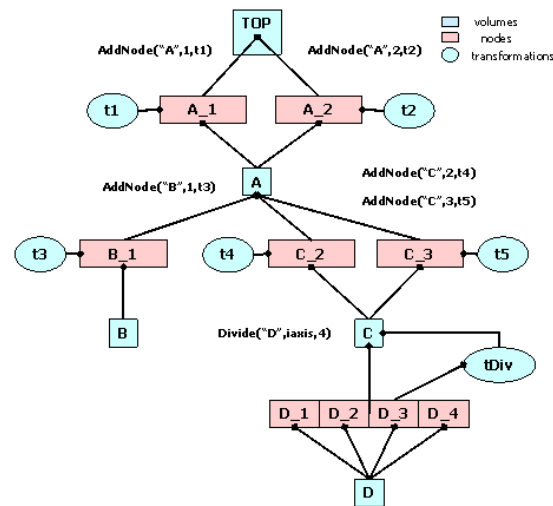 TOP
volumes
nodes
transformations
AddNode("A",1,t1)
AddNode("A",2,t2)
t1
A_1
A_2
t2
AddNode("B",1,t3)
A
AddNode("C",2,t4)
AddNode("C",3,t5)
t3
B_1
t4
C_2
C_3
t5
B
Divide("D",iaxis,4)
C
tDiv
D_1
D_2
D_3
D_4
D